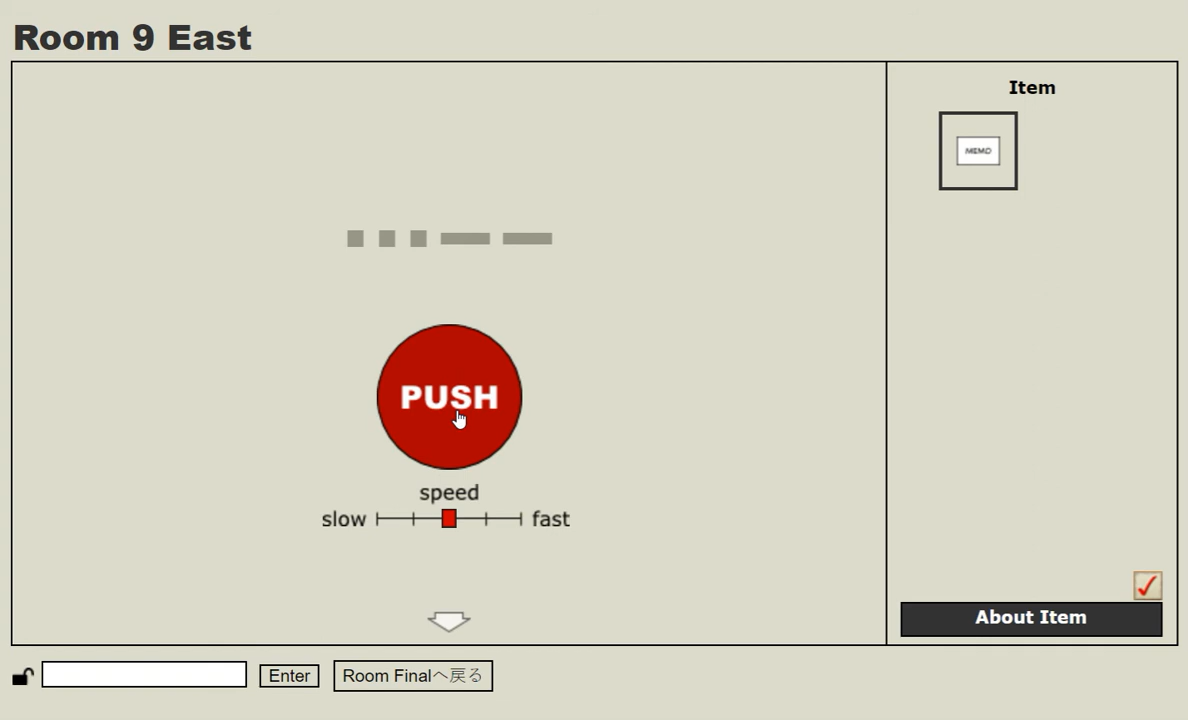 Room 9 East
Item
MEMO
PUSH
speed
slow
fast
About Item
Enter
Room Finalへ戻る